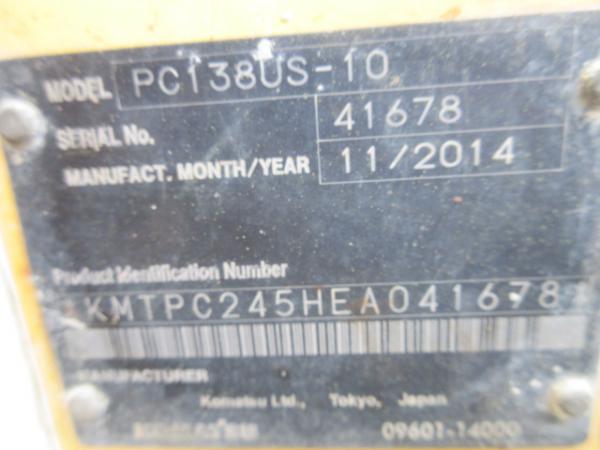 MODEL PC138US-10
SERIAL No. 41678
MANUFACT. MONTH/YEAR 11/2014
Product Identification Number
KMTPC245HEA041678
MANUFACTURER
Komatsu Ltd., Tokyo, Japan
09601-14000